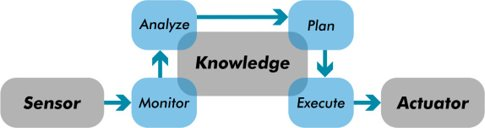 Analyze
Plan
Knowledge
Sensor
Monitor
Execute
Actuator